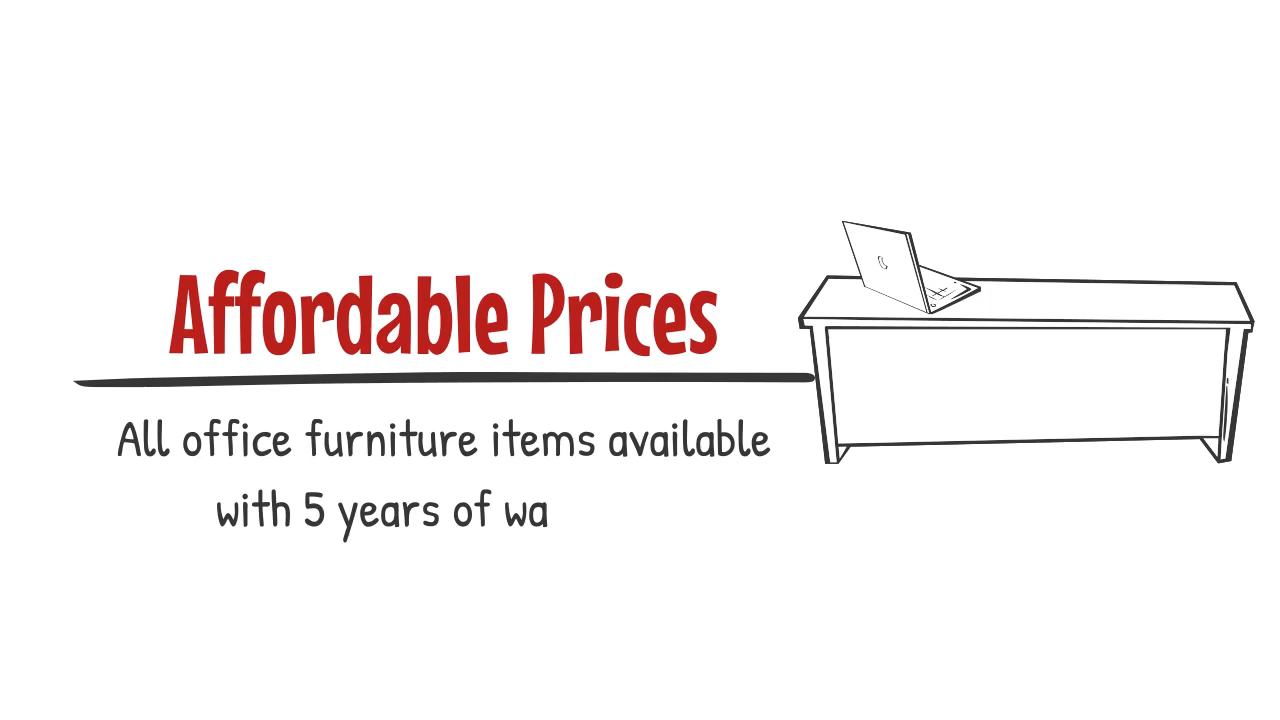 Affordable Prices
All office furniture items available
with 5 years of wa